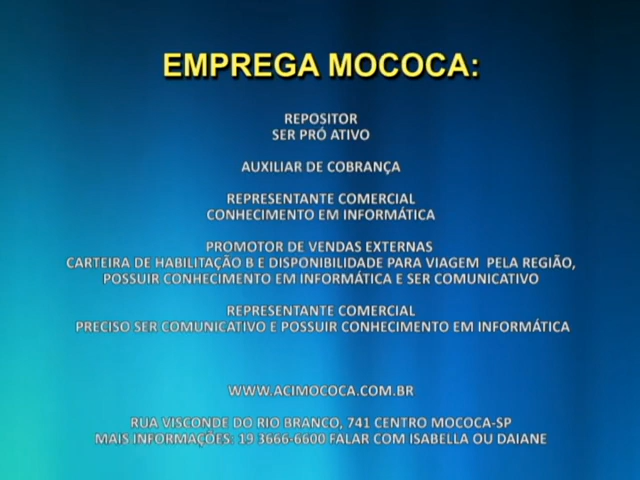 EMPREGA MOCOCA:
REPOSITOR
SER PRÓ ATIVO
AUXILIAR DE COBRANÇA
REPRESENTANTE COMERCIAL
CONHECIMENTO EM INFORMÁTICA
PROMOTOR DE VENDAS EXTERNAS
CARTEIRA DE HABILITAÇÃO B E DISPONIBILIDADE PARA VIAGEM PELA REGIÃO,
POSSUIR CONHECIMENTO EM INFORMÁTICA E SER COMUNICATIVO
REPRESENTANTE COMERCIAL
PRECISO SER COMUNICATIVO E POSSUIR CONHECIMENTO EM INFORMÁTICA
WWW.ACIMOCOCA.COM.BR
RUA VISCONDE DO RIO BRANCO, 741 CENTRO MOCOCA-SP
MAIS INFORMAÇÕES: 19 3666-6600 FALAR COM ISABELLA OU DAIANE